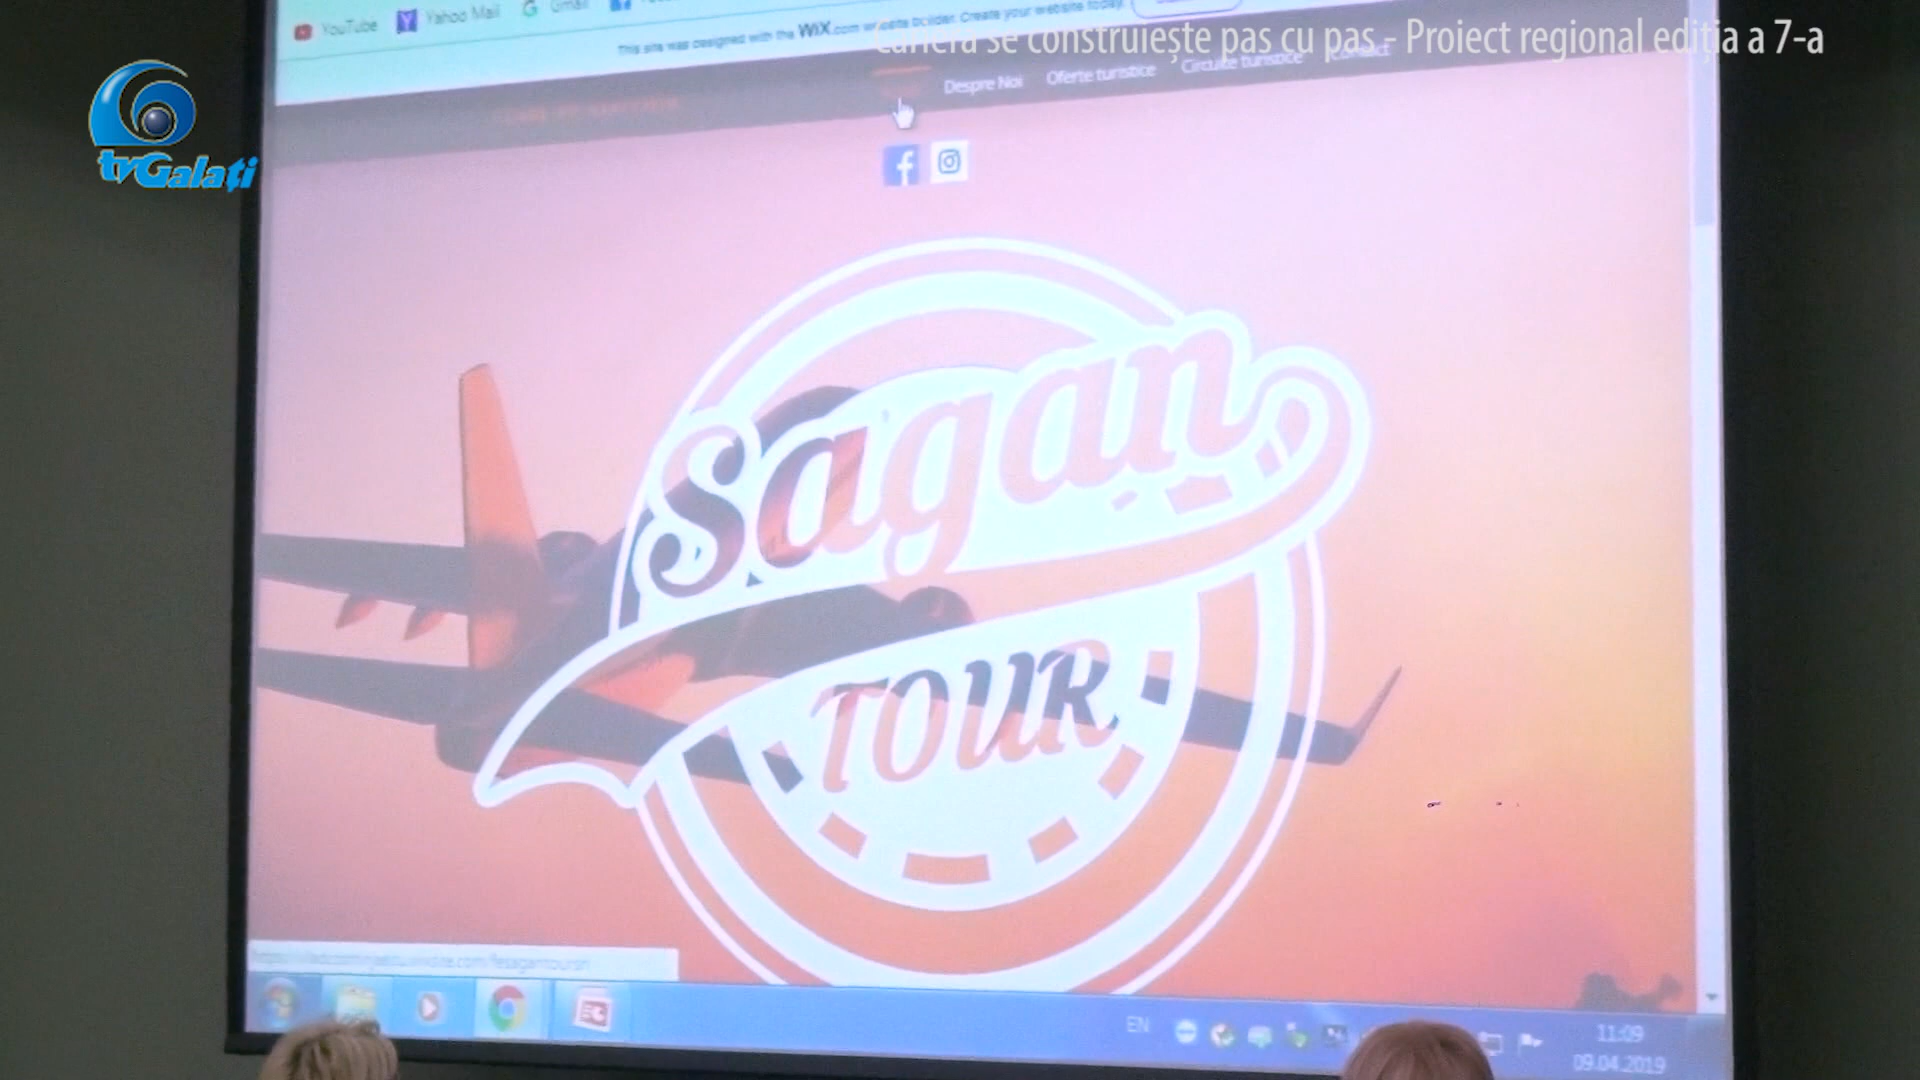 YouTube Yahoo Mail Gmail
This site was designed with the WiX.com website builder. Create your website today.
Cariera se construiește pas cu pas - Proiect regional ediția a 7-a
Despre Noi Oferte turistice Circuite turistice Contact
tvGalați
Sagan
TOUR
EN
11:09
09.04.2019